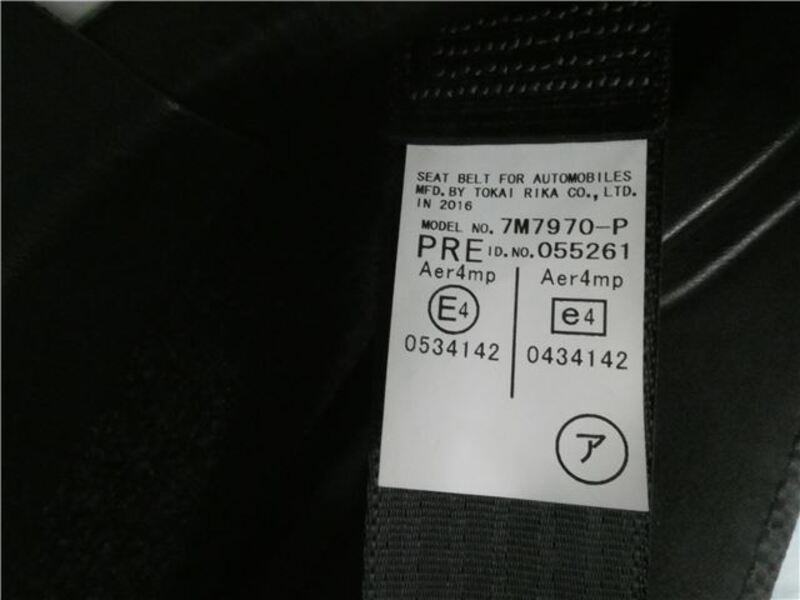 SEAT BELT FOR AUTOMOBILES
MFD. BY TOKAI RIKA CO., LTD.
IN 2016
MODEL NO. 7M7970-P
PRE ID. NO. 055261
Aer4mp Aer4mp
E4 e4
0534142 0434142
ア